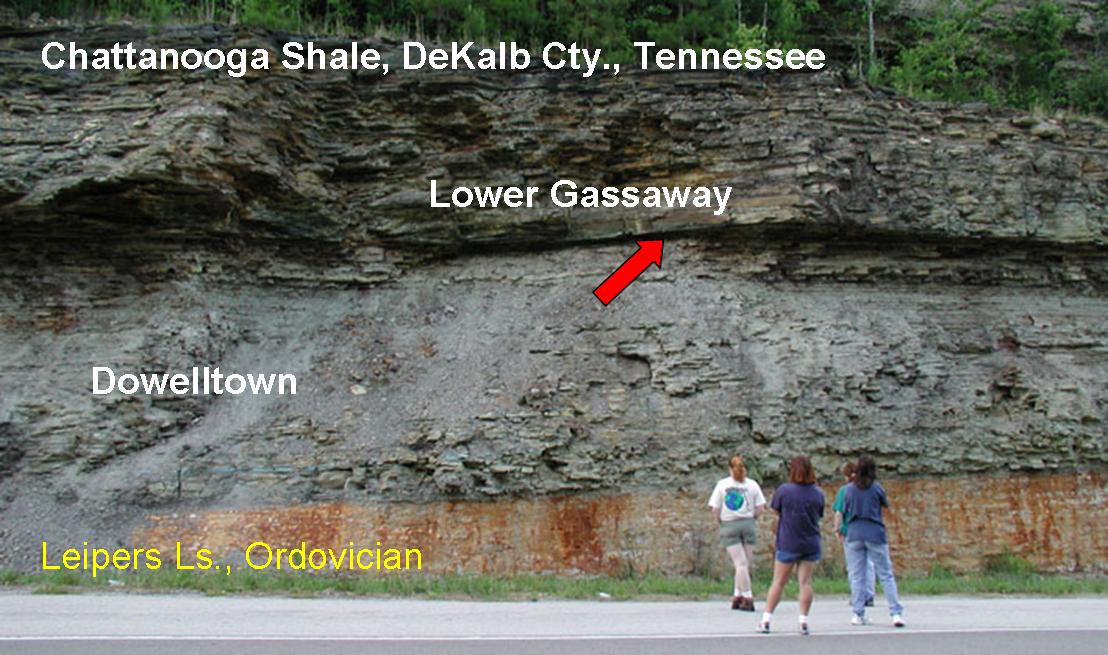 Chattanooga Shale, DeKalb Cty., Tennessee
Lower Gassaway
Dowelltown
Leipers Ls., Ordovician